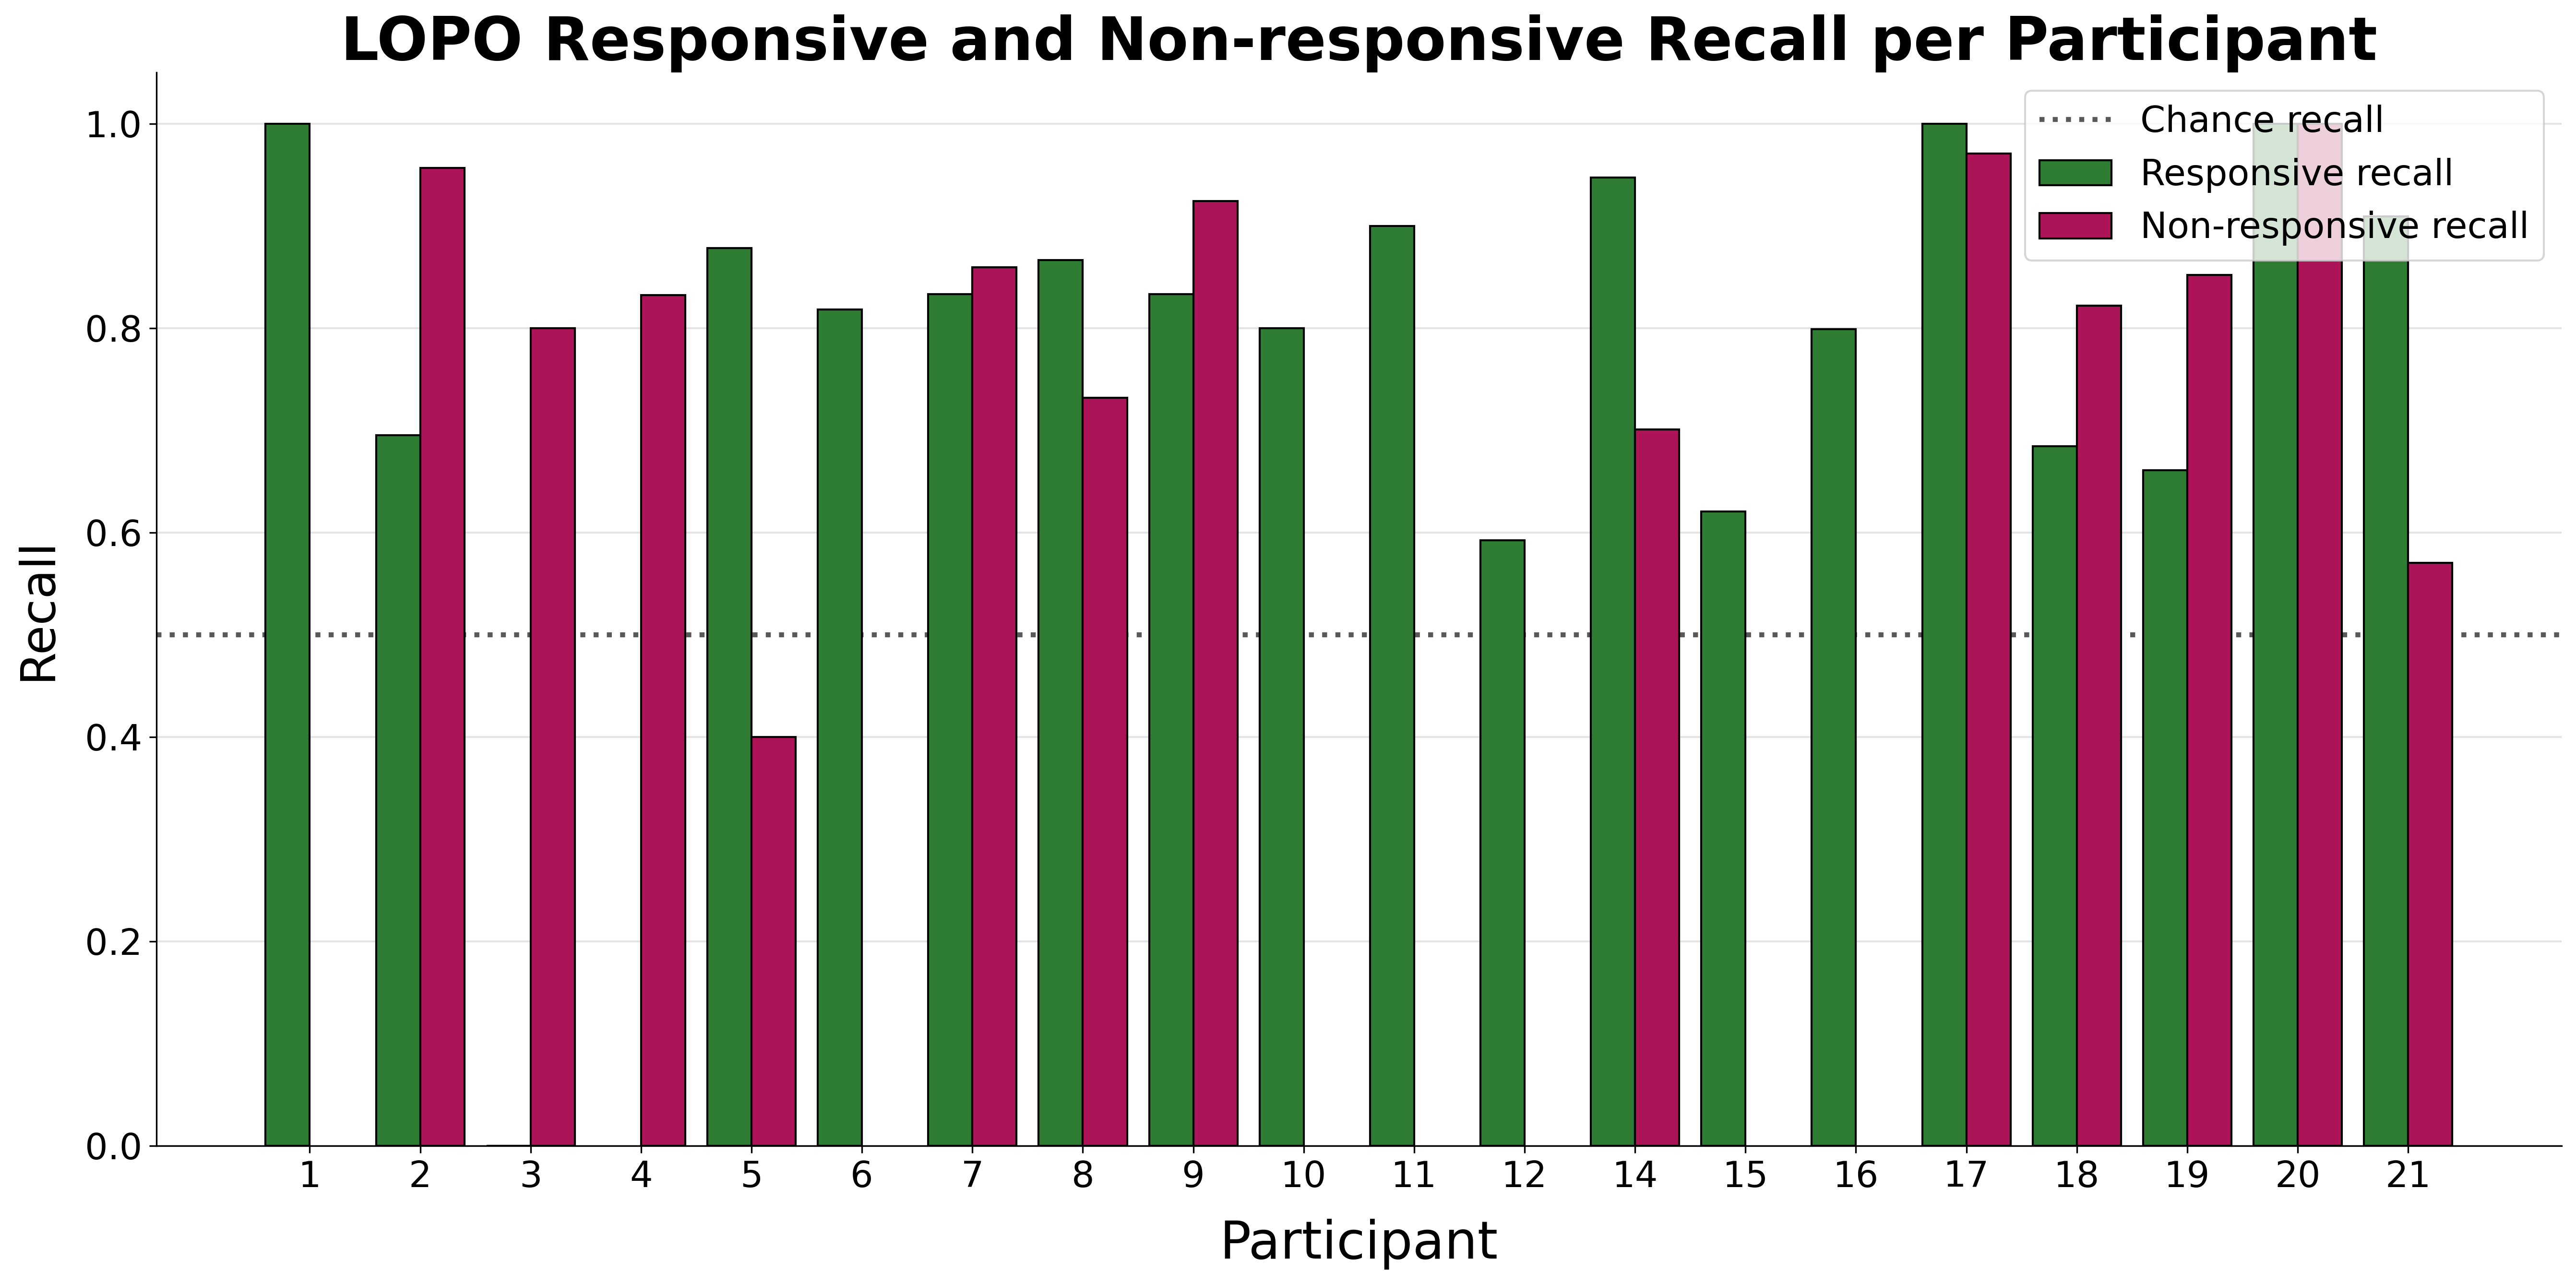 LOPO Responsive and Non-responsive Recall per Participant
Chance recall
Responsive recall
Non-responsive recall
1.0
0.8
0.6
0.4
0.2
0.0
Recall
1 2 3 4 5 6 7 8 9 10 11 12 14 15 16 17 18 19 20 21
Participant